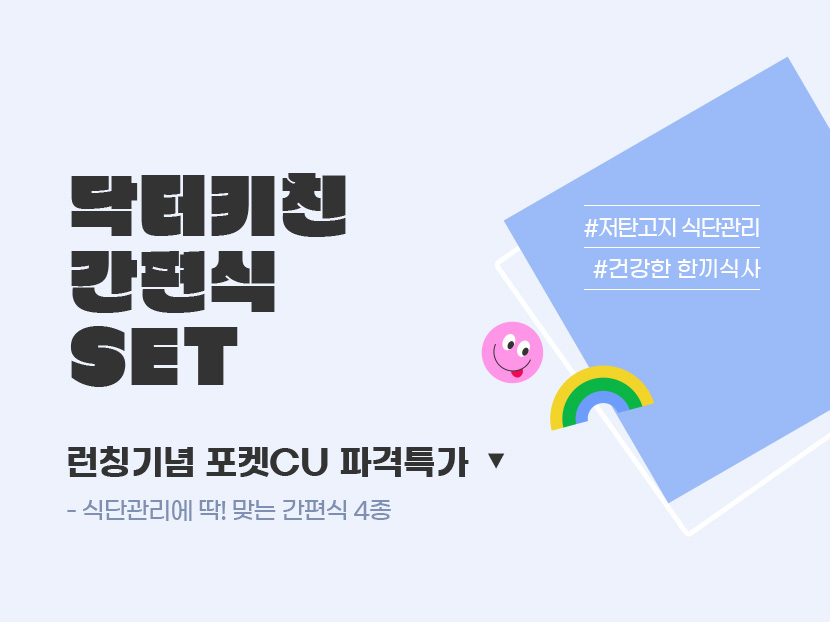 닥터키친
간편식
SET
#저탄고지 식단관리
#건강한 한끼식사
런칭기념 포켓CU 파격특가 ▼
- 식단관리에 딱! 맞는 간편식 4종